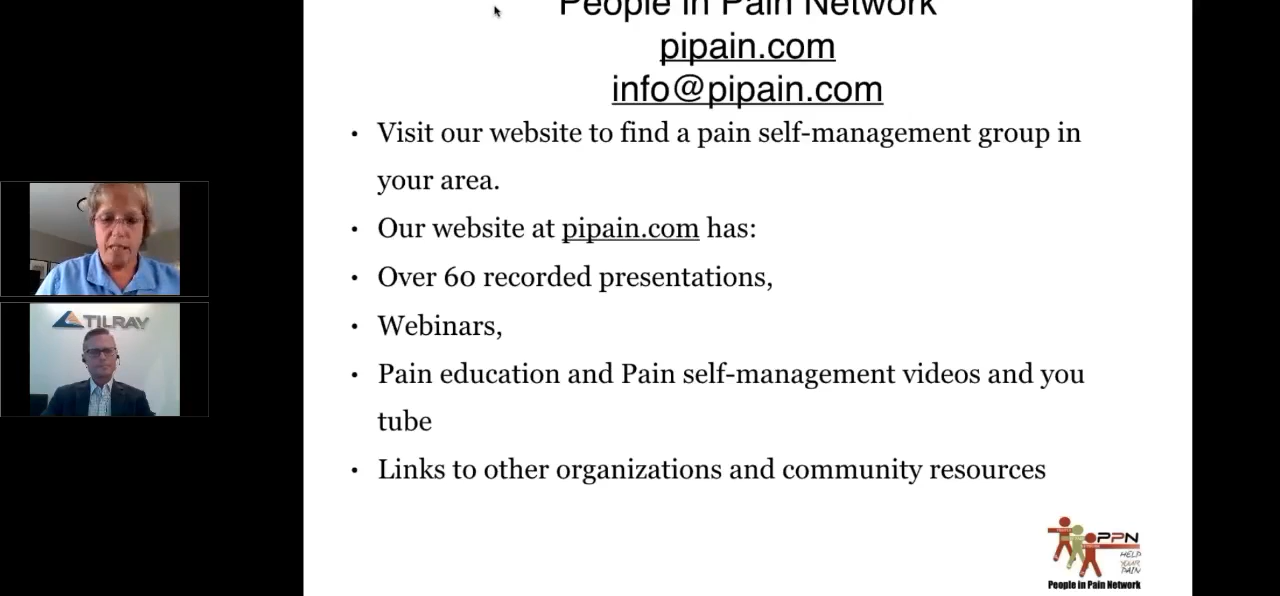 People in Pain Network
pipain.com
info@pipain.com
• Visit our website to find a pain self-management group in
your area.
• Our website at pipain.com has:
• Over 60 recorded presentations,
• Webinars,
• Pain education and Pain self-management videos and you
tube
• Links to other organizations and community resources
TILRAY
PPN
HELP
YOUR
PAIN
People in Pain Network